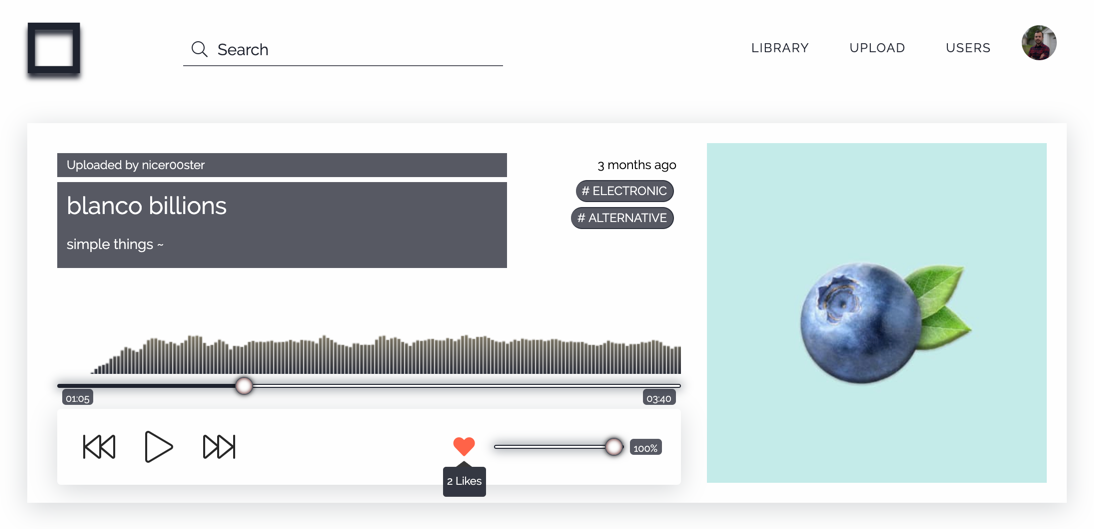 Search
LIBRARY
UPLOAD
USERS
Uploaded by nicer00ster
3 months ago
blanco billions
simple things ~
# ELECTRONIC
# ALTERNATIVE
01:05
03:40
100%
2 Likes